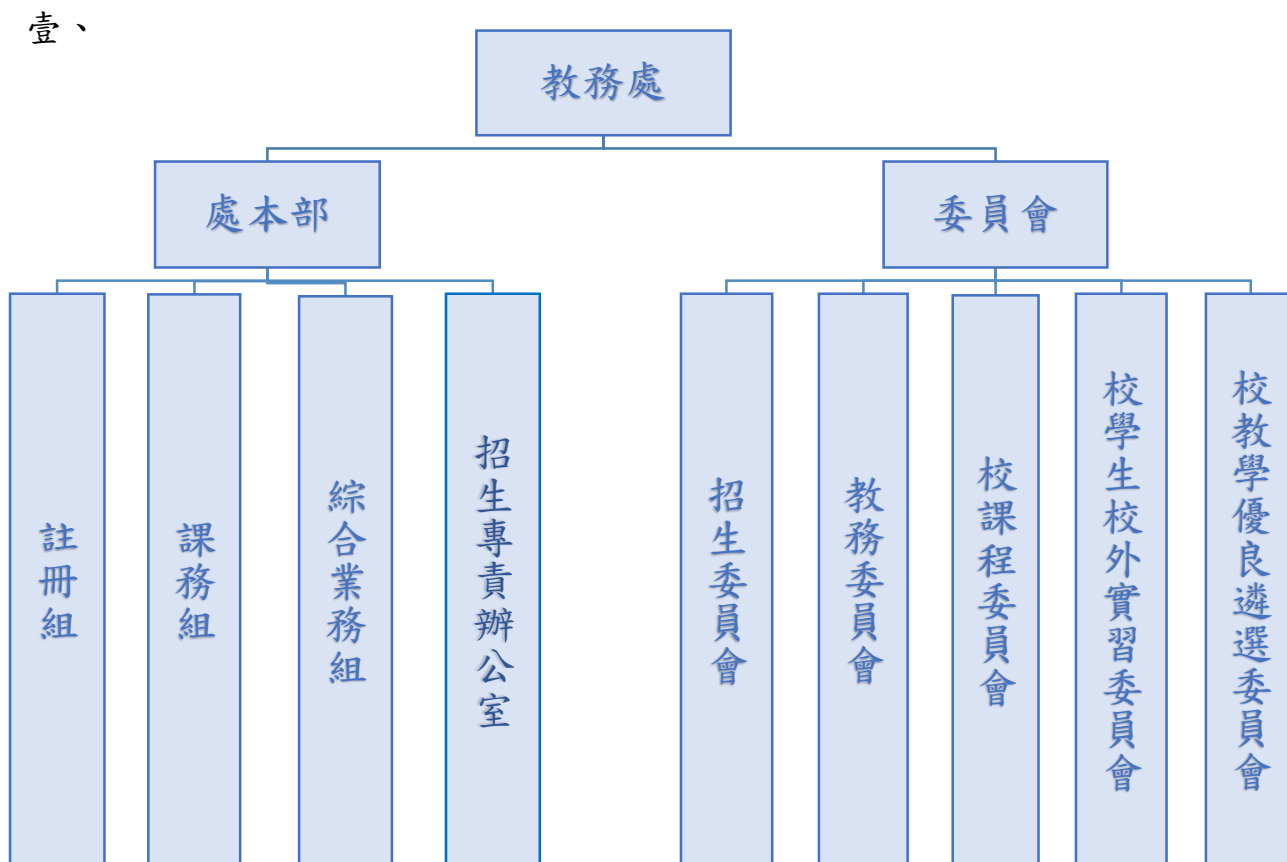 壹、
教務處
處本部
委員會
註冊組
課務組
綜合業務組
招生專責辦公室
招生委員會
教務委員會
校課程委員會
校學生校外實習委員會
校教學優良遴選委員會